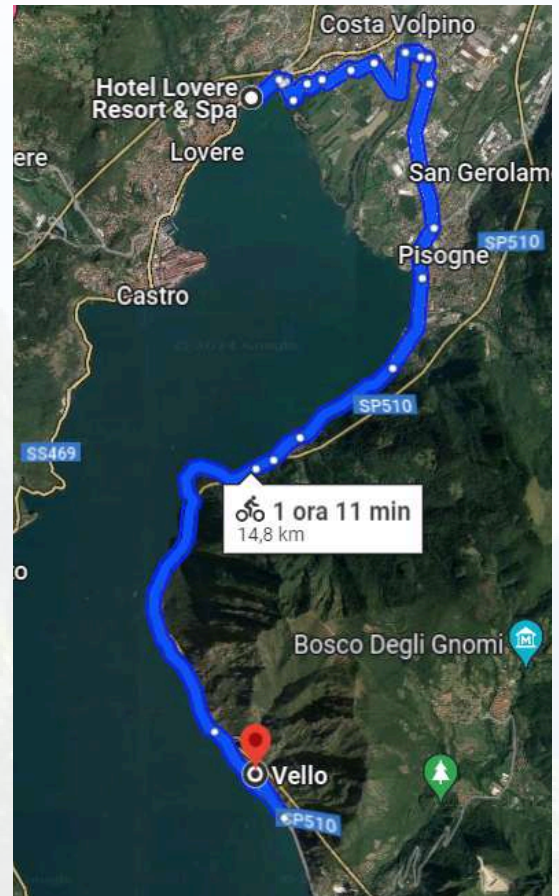 Costa Volpino
Hotel Lovere
Resort & Spa
ere
Lovere
San Gerolam
SP510
Pisogne
Castro
SP510
SS469
1 ora 11 min
14,8 km
to
Bosco Degli Gnomi
Vello
SP510